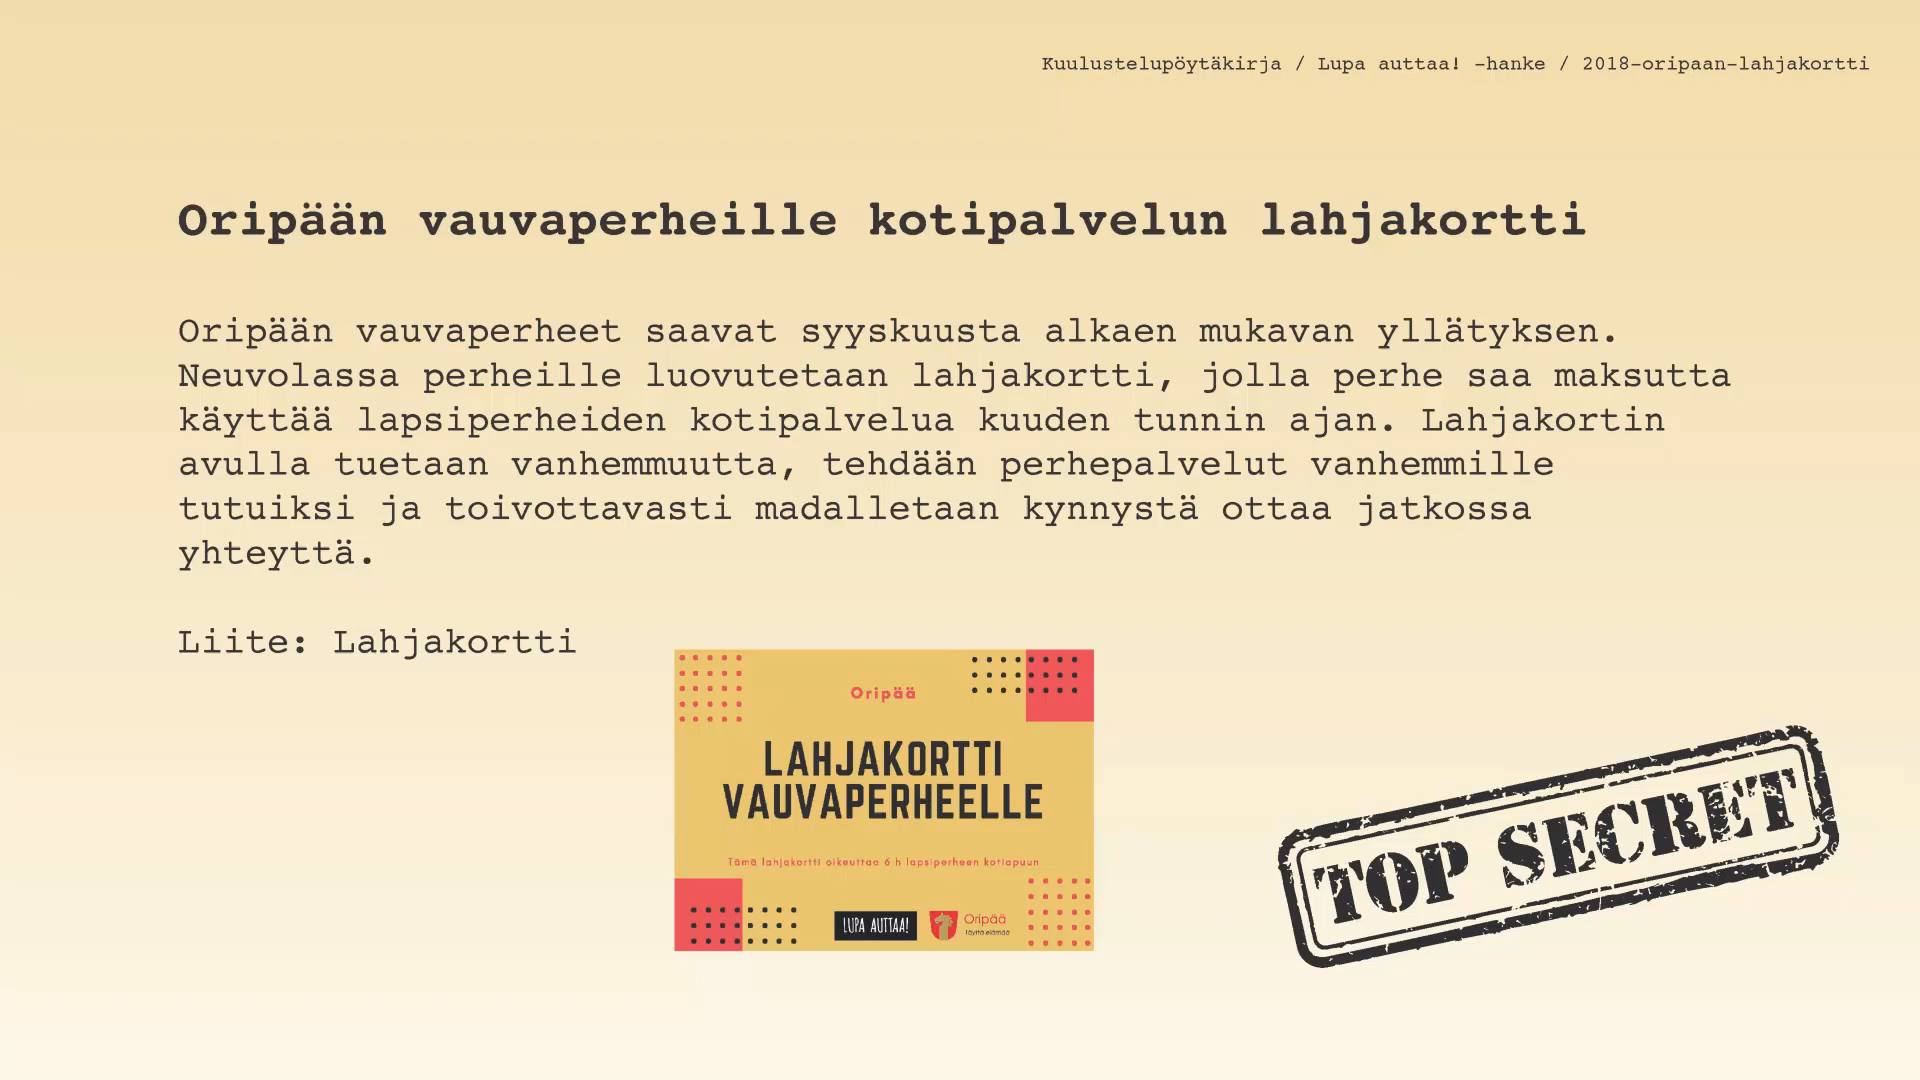 Kuulustelupöytäkirja / Lupa auttaa! -hanke / 2018-oripaan-lahjakortti
Oripään vauvaperheille kotipalvelun lahjakortti
Oripään vauvaperheet saavat syyskuusta alkaen mukavan yllätyksen.
Neuvolassa perheille luovutetaan lahjakortti, jolla perhe saa maksutta
käyttää lapsiperheiden kotipalvelua kuuden tunnin ajan. Lahjakortin
avulla tuetaan vanhemmuutta, tehdään perhepalvelut vanhemmille
tutuiksi ja toivottavasti madalletaan kynnystä ottaa jatkossa
yhteyttä.
Liite: Lahjakortti
Oripää
LAHJAKORTTI
VAUVAPERHEELLE
Tämä lahjakortti oikeuttaa 6 h lapsiperheen kotiapuun
LUPA AUTTAA!
Oripää
Täyttä elämää
TOP SECRET